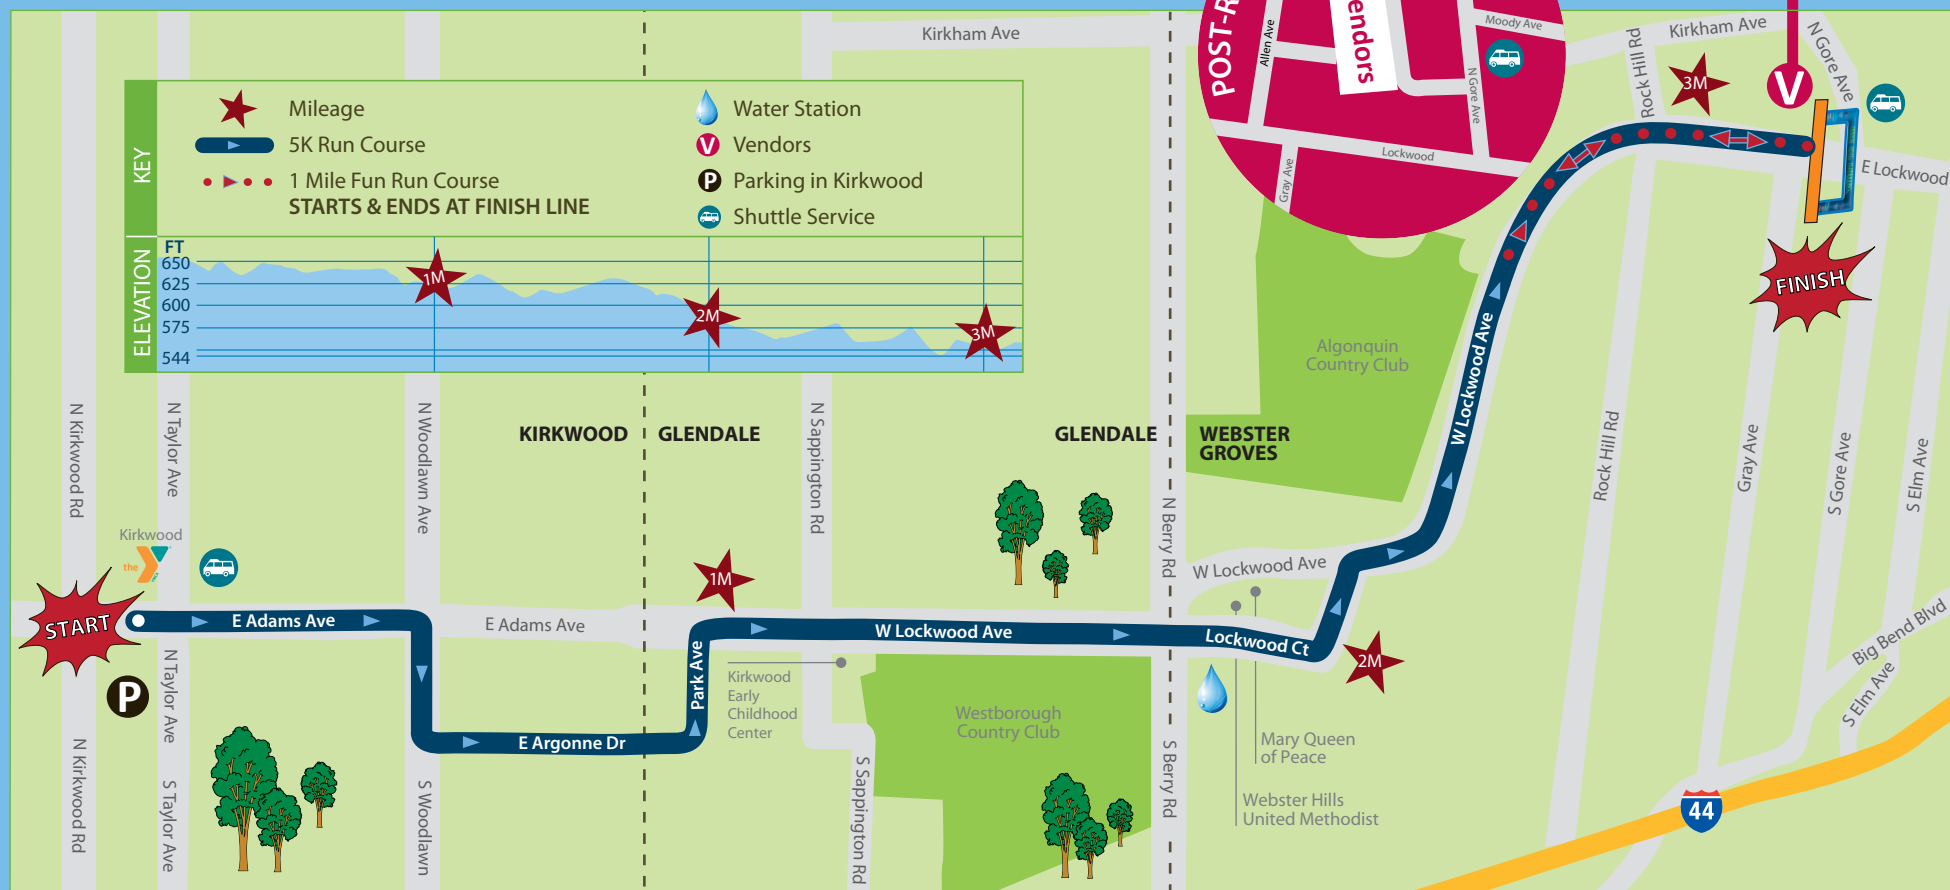 Kirkham Ave
POST-R
endors
Allen Ave
Moody Ave
N Gore Ave
Lockwood
Gray Ave
Rock Hill Rd
Kirkham Ave
N Gore Ave
3M
V
E Lockwood
FINISH
KEY
Mileage
5K Run Course
1 Mile Fun Run Course
STARTS & ENDS AT FINISH LINE
Water Station
V
Vendors
P
Parking in Kirkwood
Shuttle Service
ELEVATION
FT
650
625
600
575
544
1M
2M
3M
N Kirkwood Rd
N Taylor Ave
N Woodlawn Ave
KIRKWOOD
GLENDALE
N Sappington Rd
GLENDALE
WEBSTER
GROVES
N Berry Rd
Algonquin
Country Club
W Lockwood Ave
Rock Hill Rd
Gray Ave
S Gore Ave
S Elm Ave
Kirkwood
the
START
E Adams Ave
E Adams Ave
1M
W Lockwood Ave
W Lockwood Ave
Lockwood Ct
2M
P
N Taylor Ave
N Kirkwood Rd
S Taylor Ave
S Woodlawn
E Argonne Dr
Park Ave
Kirkwood
Early
Childhood
Center
S Sappington Rd
Westborough
Country Club
S Berry Rd
Mary Queen
of Peace
Webster Hills
United Methodist
Big Bend Blvd
S Elm Ave
44